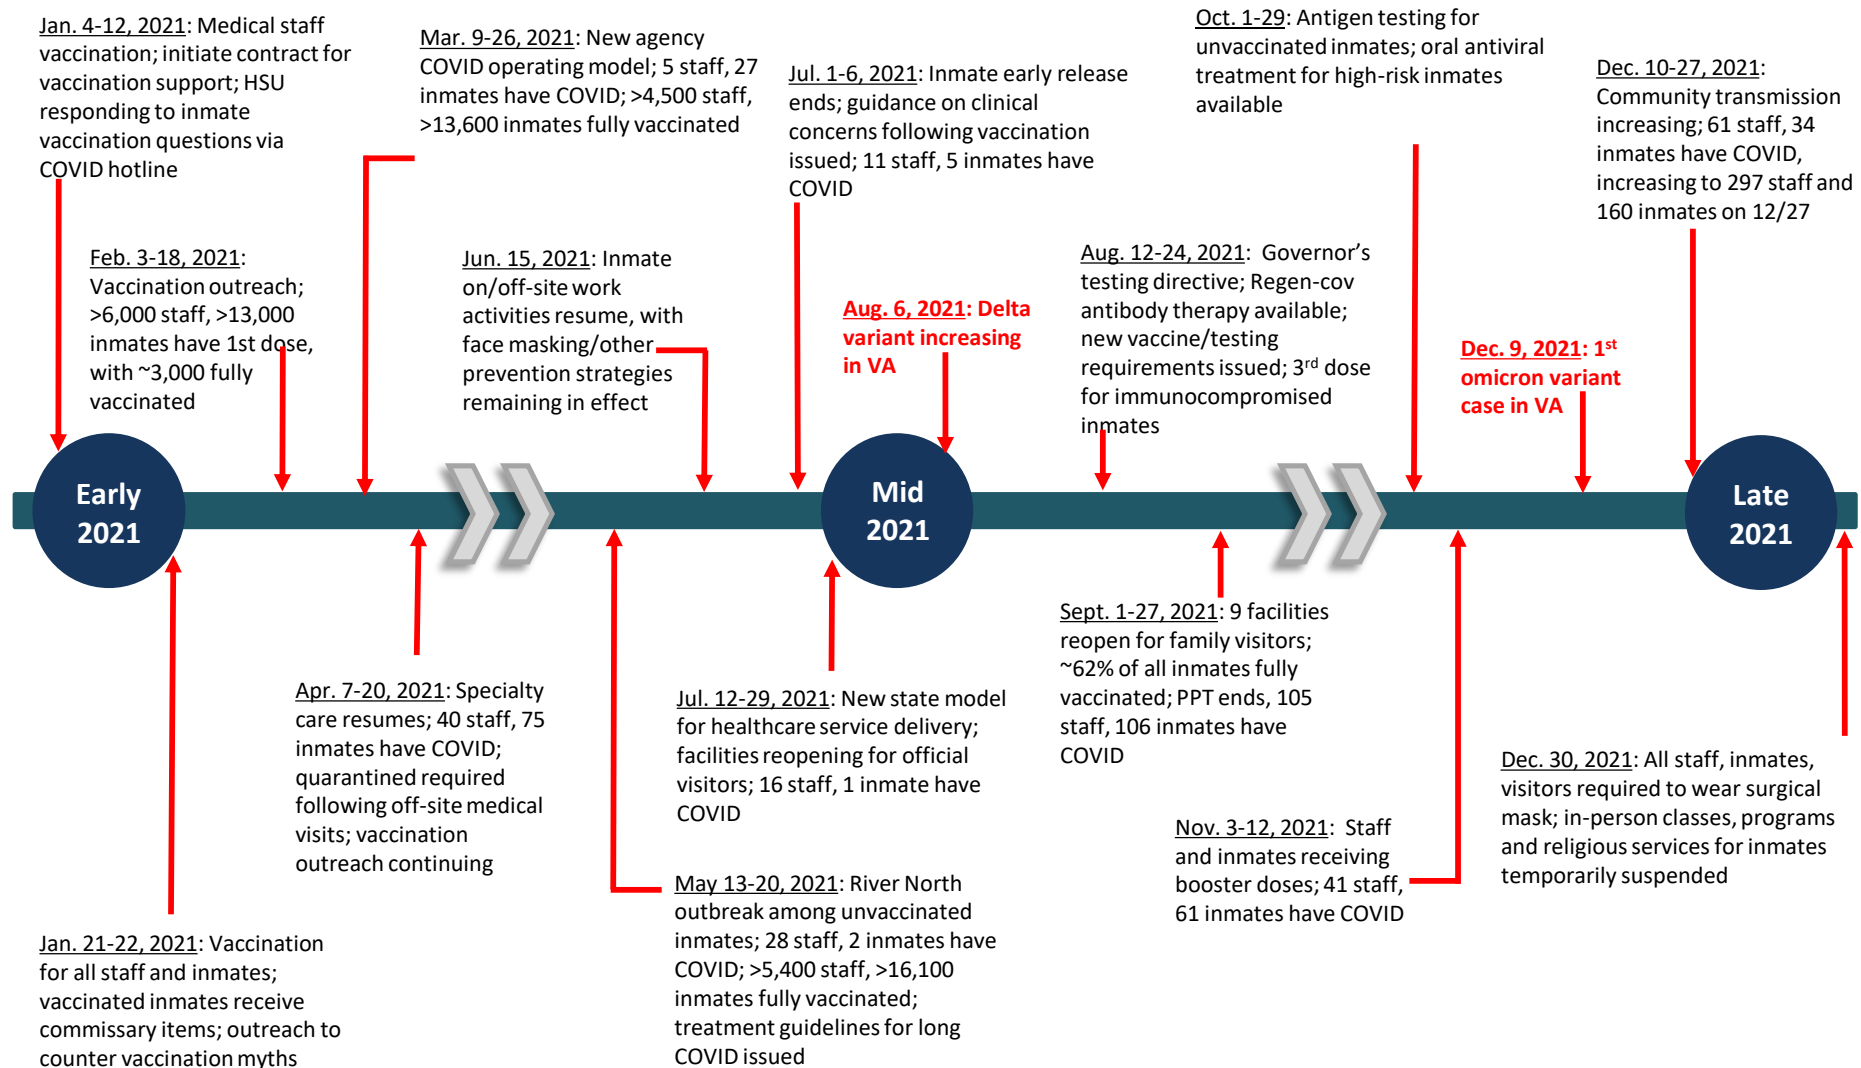 Jan. 4-12, 2021: Medical staff
vaccination; initiate contract for
vaccination support; HSU
responding to inmate
vaccination questions via
COVID hotline
Feb. 3-18, 2021:
Vaccination outreach;
>6,000 staff, >13,000
inmates have 1st dose,
with ~3,000 fully
vaccinated
Mar. 9-26, 2021: New agency
COVID operating model; 5 staff, 27
inmates have COVID; >4,500 staff,
>13,600 inmates fully vaccinated
Jun. 15, 2021: Inmate
on/off-site work
activities resume, with
face masking/other
prevention strategies
remaining in effect
Jul. 1-6, 2021: Inmate early release
ends; guidance on clinical
concerns following vaccination
issued; 11 staff, 5 inmates have
COVID
Aug. 6, 2021: Delta
variant increasing
in VA
Aug. 12-24, 2021:  Governor’s
testing directive; Regen-cov
antibody therapy available;
new vaccine/testing
requirements issued; 3rd dose
for immunocompromised
inmates
Oct. 1-29: Antigen testing for
unvaccinated inmates; oral antiviral
treatment for high-risk inmates
available
Dec. 9, 2021: 1st
omicron variant
case in VA
Dec. 10-27, 2021:
Community transmission
increasing; 61 staff, 34
inmates have COVID,
increasing to 297 staff and
160 inmates on 12/27
Early
2021
Mid
2021
Late
2021
Jan. 21-22, 2021: Vaccination
for all staff and inmates;
vaccinated inmates receive
commissary items; outreach to
counter vaccination myths
Apr. 7-20, 2021: Specialty
care resumes; 40 staff, 75
inmates have COVID;
quarantined required
following off-site medical
visits; vaccination
outreach continuing
May 13-20, 2021: River North
outbreak among unvaccinated
inmates; 28 staff, 2 inmates have
COVID; >5,400 staff, >16,100
inmates fully vaccinated;
treatment guidelines for long
COVID issued
Jul. 12-29, 2021: New state model
for healthcare service delivery;
facilities reopening for official
visitors; 16 staff, 1 inmate have
COVID
Sept. 1-27, 2021: 9 facilities
reopen for family visitors;
~62% of all inmates fully
vaccinated; PPT ends, 105
staff, 106 inmates have
COVID
Nov. 3-12, 2021:  Staff
and inmates receiving
booster doses; 41 staff,
61 inmates have COVID
Dec. 30, 2021: All staff, inmates,
visitors required to wear surgical
mask; in-person classes, programs
and religious services for inmates
temporarily suspended